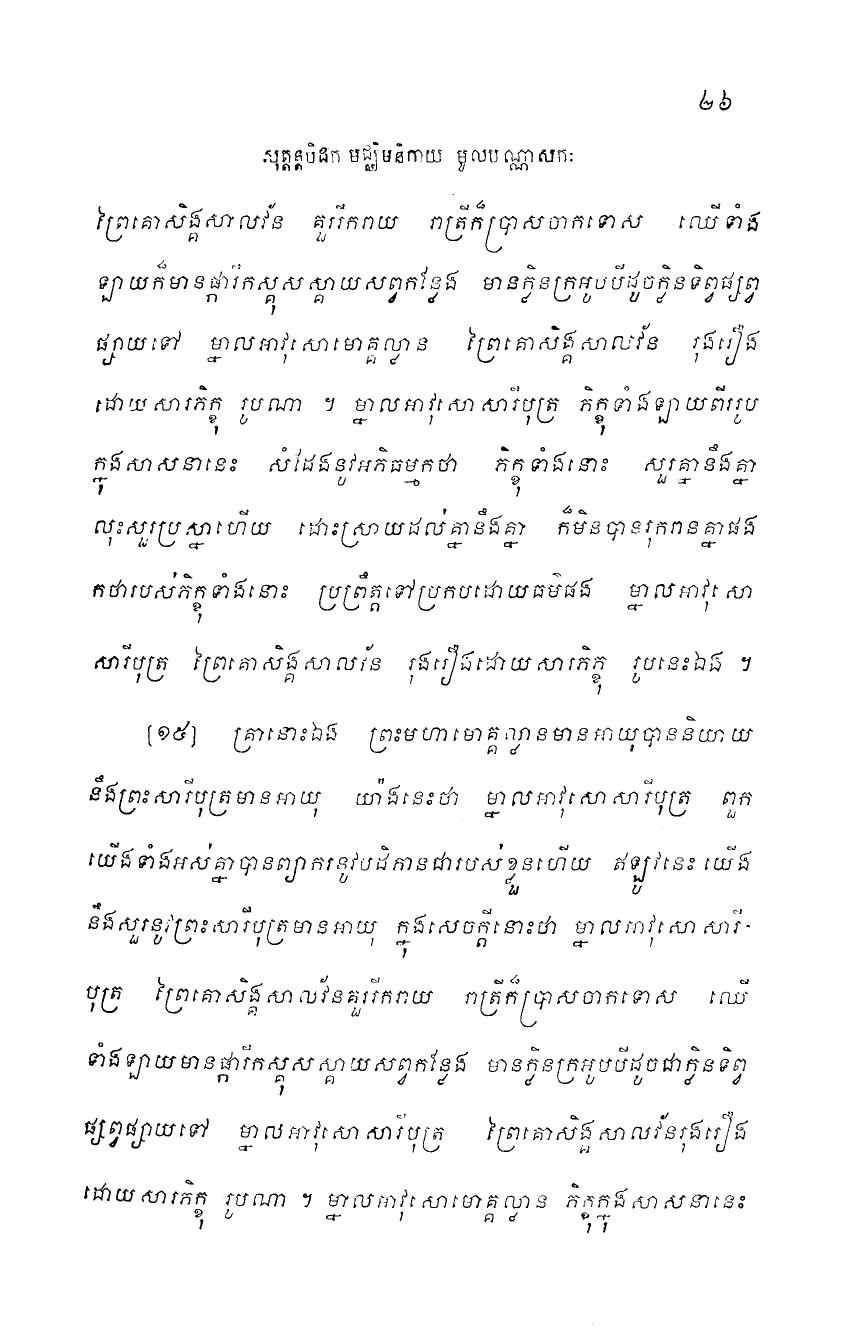 ២៦
សុត្តន្តបិដក មជ្ឈិមនិកាយ មូលបណ្ណាសកៈ
ព្រៃគោសិង្គសាលវ័ន គួររីករាយ រាត្រីក៏ប្រាសចាកទោស ឈើទាំង
ឡាយក៏មានផ្ការីកស្គុសស្គាយសព្វកន្លែង មានក្លិនក្រអូបបីដូចក្លិនទិព្វផ្សព្វ
ផ្សាយទៅ ម្នាលអាវុសោមោគ្គល្លាន ព្រៃគោសិង្គសាលវ័ន រុងរឿង
ដោយសារភិក្ខុ រូបណា ។ ម្នាលអាវុសោសារីបុត្រ ភិក្ខុទាំងឡាយពីររូប
ក្នុងសាសនានេះ សំដែងនូវអភិធម្មកថា ភិក្ខុទាំងនោះ សួរគ្នានឹងគ្នា
លុះសួរប្រស្នាហើយ ដោះស្រាយដល់គ្នានឹងគ្នា ក៏មិនបានរុករានគ្នាផង
កថារបស់ភិក្ខុទាំងនោះ ប្រព្រឹត្តទៅប្រកបដោយធម៌ផង ម្នាលអាវុសោ
សារីបុត្រ ព្រៃគោសិង្គសាលវ័ន រុងរឿងដោយសារភិក្ខុ រូបនេះឯង ។
[១៥] គ្រានោះឯង ព្រះមហាមោគ្គល្លានមានអាយុបាននិយាយ
នឹងព្រះសារីបុត្រមានអាយុ យ៉ាងនេះថា ម្នាលអាវុសោសារីបុត្រ ពួក
យើងទាំងអស់គ្នាបានព្យាករនូវបដិភានជារបស់ខ្លួនហើយ ឥឡូវនេះ យើង
នឹងសួរនូវព្រះសារីបុត្រមានអាយុ ក្នុងសេចក្តីនោះថា ម្នាលអាវុសោ សារី-
បុត្រ ព្រៃគោសិង្គសាលវ័នគួររីករាយ រាត្រីក៏ប្រាសចាកទោស ឈើ
ទាំងឡាយមានផ្ការីកស្គុសស្គាយសព្វកន្លែង មានក្លិនក្រអូបបីដូចជាក្លិនទិព្វ
ផ្សព្វផ្សាយទៅ ម្នាលអាវុសោសារីបុត្រ ព្រៃគោសិង្គសាលវ័នរុងរឿង
ដោយសារភិក្ខុ រូបណា ។ ម្នាលអាវុសោមោគ្គល្លាន ភិក្ខុក្នុងសាសនានេះ